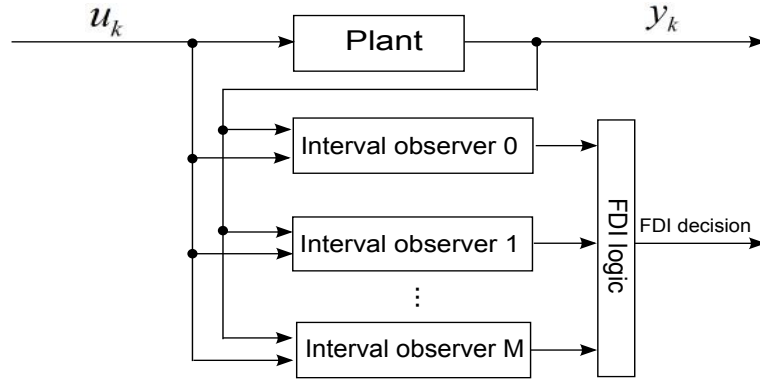 u_k
Plant
y_k
Interval observer 0
Interval observer 1
⋮
Interval observer M
FDI logic
FDI decision